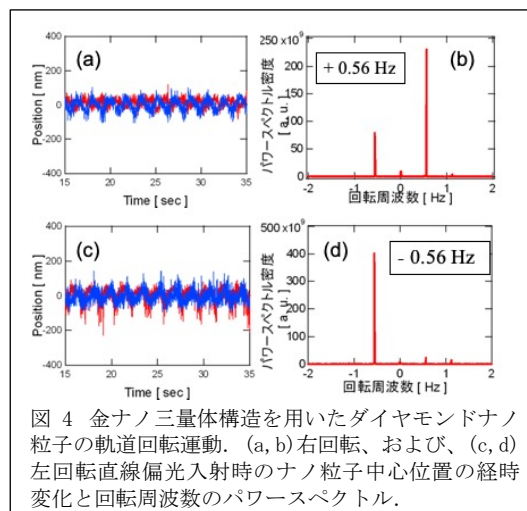 400
200
0
-200
-400
Position [ nm ]
(a)
15 20 25 30 35
Time [ sec ]
250x10⁹
200
150
100
50
0
パワースペクトル密度
[ a. u. ]
+ 0.56 Hz
(b)
-2 -1 0 1 2
回転周波数 [ Hz ]
400
200
0
-200
-400
Position [ nm ]
(c)
15 20 25 30 35
Time [ sec ]
500x10⁹
400
300
200
100
0
パワースペクトル密度
[ a. u. ]
(d)
- 0.56 Hz
-2 -1 0 1 2
回転周波数 [ Hz ]
図 4 金ナノ三量体構造を用いたダイヤモンドナノ
粒子の軌道回転運動. (a, b)右回転、および、(c, d)
左回転直線偏光入射時のナノ粒子中心位置の経時
変化と回転周波数のパワースペクトル.